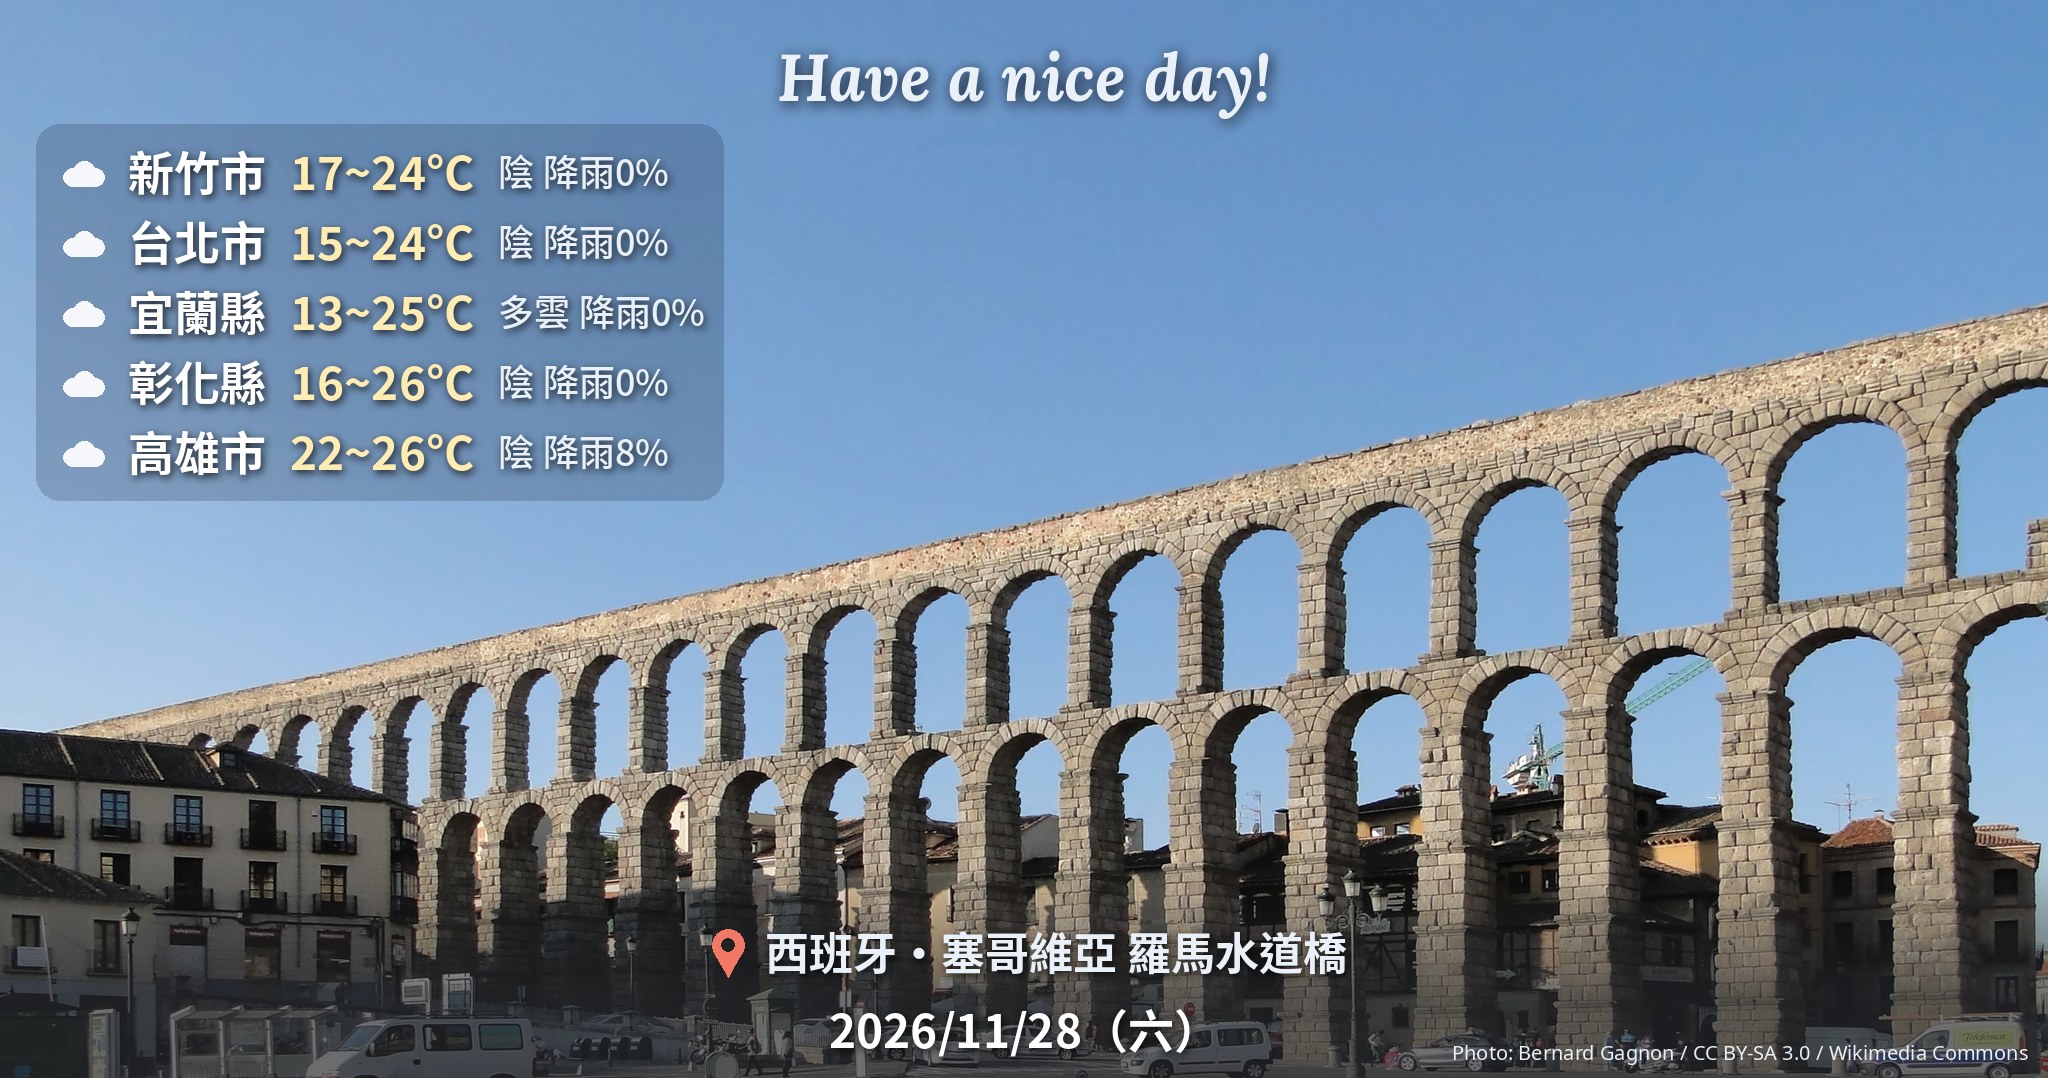 Have a nice day!
新竹市 17~24°C 陰 降雨0%
台北市 15~24°C 陰 降雨0%
宜蘭縣 13~25°C 多雲 降雨0%
彰化縣 16~26°C 陰 降雨0%
高雄市 22~26°C 陰 降雨8%
西班牙・塞哥維亞 羅馬水道橋
2026/11/28（六）
Photo: Bernard Gagnon / CC BY-SA 3.0 / Wikimedia Commons